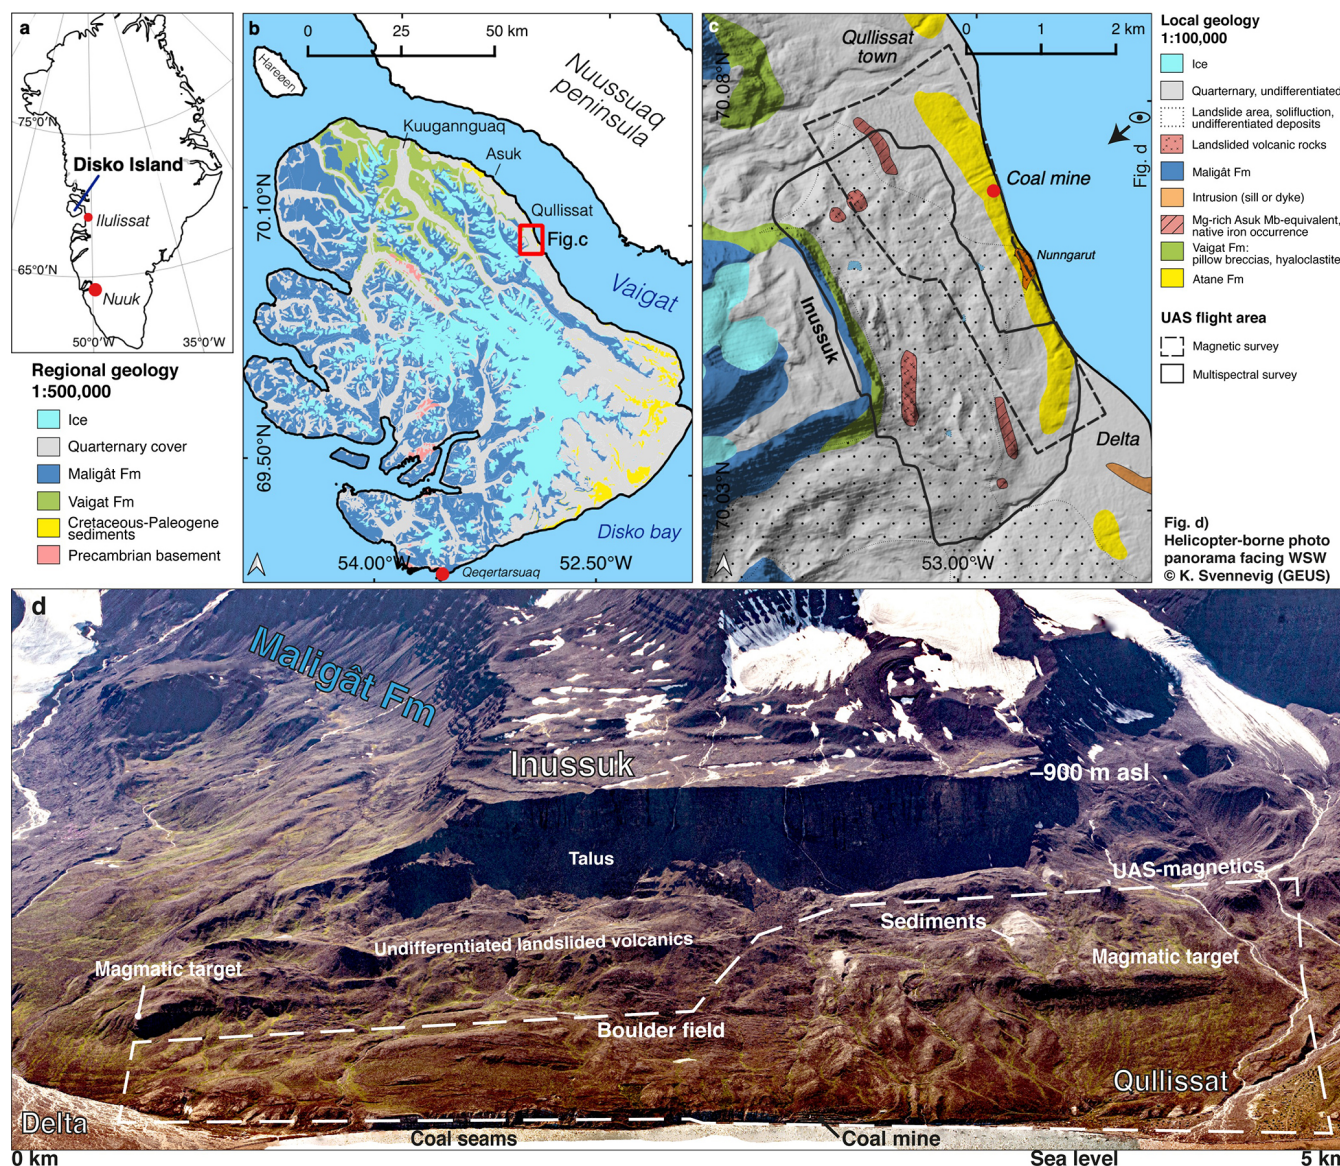 a
75°0'N
Disko Island
Ilulissat
65°0'N
Nuuk
50°0'W
35°0'W
Regional geology
1:500,000
Ice
Quarternary cover
Maligât Fm
Vaigat Fm
Cretaceous-Paleogene
sediments
Precambrian basement
b
0
25
50 km
Hareøen
Nuussuaq
peninsula
Kuugannguaq
Asuk
70.10°N
Qullissat
Fig.c
Vaigat
69.50°N
Disko bay
54.00°W
52.50°W
Qeqertarsuaq
c
Qullissat
town
0
1
2 km
70.08°N
Coal mine
Fig. d
Nunngarut
Inussuk
Delta
70.03°N
53.00°W
Local geology
1:100,000
Ice
Quarternary, undifferentiated
Landslide area, solifluction,
undifferentiated deposits
Landslided volcanic rocks
Maligât Fm
Intrusion (sill or dyke)
Mg-rich Asuk Mb-equivalent,
native iron occurrence
Vaigat Fm:
pillow breccias, hyaloclastite
Atane Fm
UAS flight area
Magnetic survey
Multispectral survey
Fig. d)
Helicopter-borne photo
panorama facing WSW
© K. Svennevig (GEUS)
d
Maligât Fm
Inussuk
–900 m asl
Talus
UAS-magnetics
Sediments
Undifferentiated landslided volcanics
Magmatic target
Magmatic target
Boulder field
Qullissat
Delta
Coal seams
Coal mine
0 km
Sea level
5 km